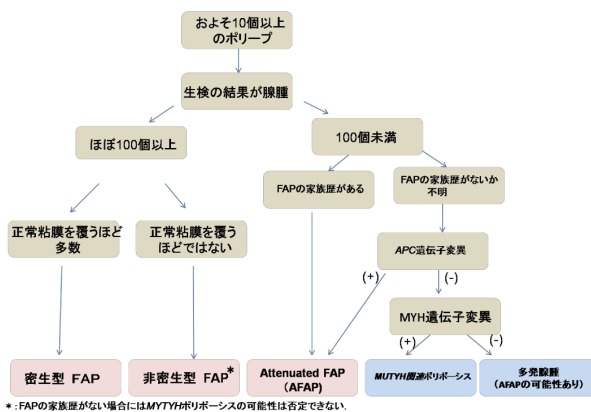 およそ10個以上
のポリープ
生検の結果が腺腫
ほぼ100個以上
100個未満
FAPの家族歴がある
FAPの家族歴がないか
不明
正常粘膜を覆うほど
多数
正常粘膜を覆う
ほどではない
APC遺伝子変異
(+)
(-)
MYH遺伝子変異
(+)
(-)
密生型 FAP
非密生型 FAP*
Attenuated FAP
(AFAP)
MUTYH関連ポリポーシス
多発腺腫
(AFAPの可能性あり)
*:FAPの家族歴がない場合にはMYTYHポリポーシスの可能性は否定できない.